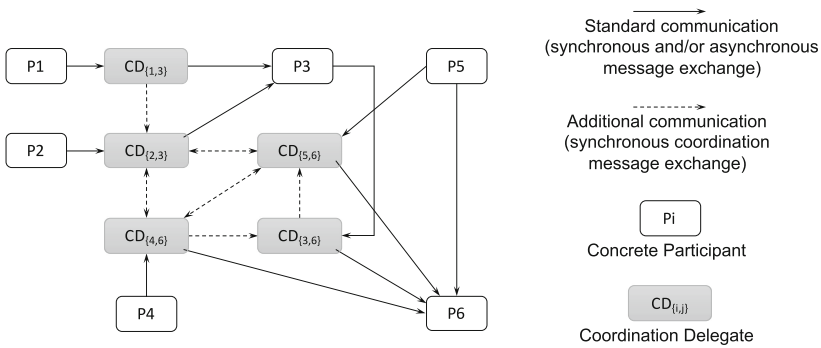 P1
CD{1,3}
P3
P5
P2
CD{2,3}
CD{5,6}
CD{4,6}
CD{3,6}
P4
P6
Standard communication
(synchronous and/or asynchronous
message exchange)
Additional communication
(synchronous coordination
message exchange)
Pi
Concrete Participant
CD{i,j}
Coordination Delegate